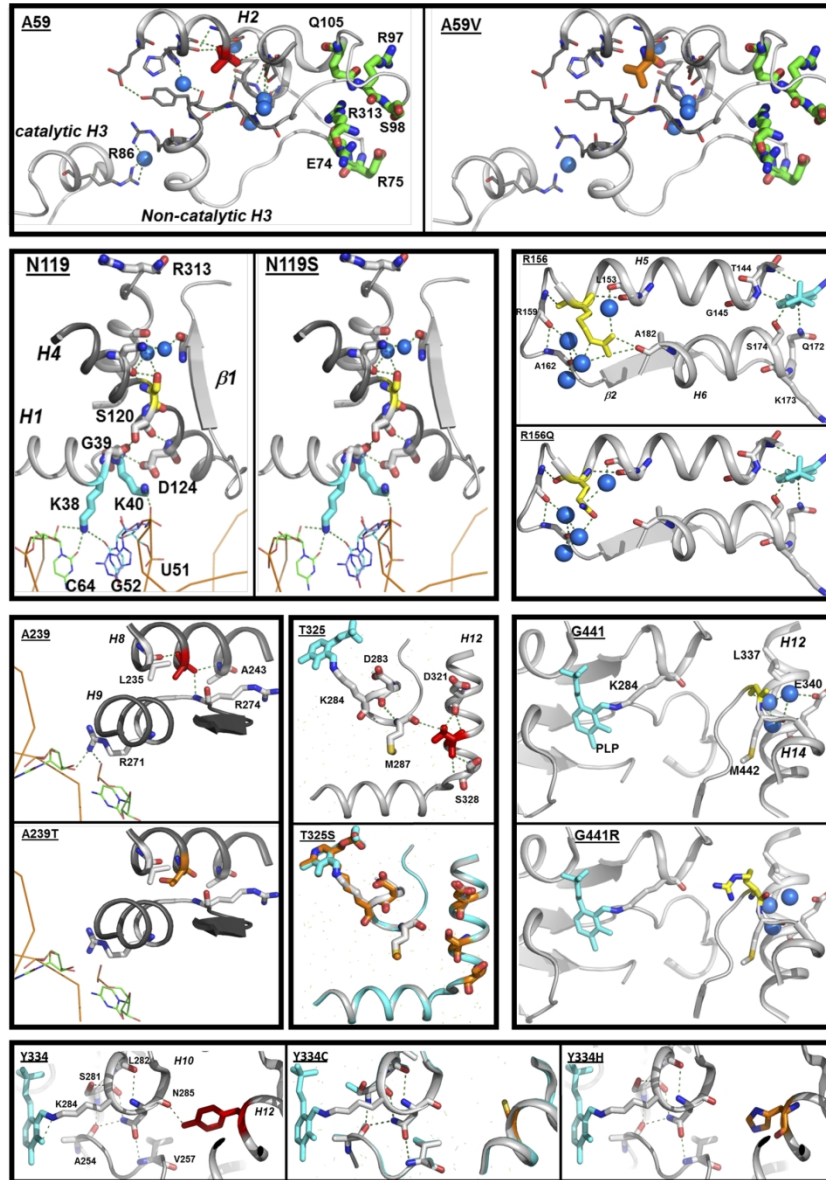 A59
H2
Q105
R97
R313
S98
catalytic H3
R86
E74
R75
Non-catalytic H3
A59V
N119
R313
H4
β1
S120
H1
G39
D124
K38
K40
U51
C64
G52
N119S
R156
H5
T144
L153
G145
R159
A182
S174
Q172
A162
K173
β2
H6
R156Q
A239
H8
L235
A243
H9
R274
R271
A239T
T325
H12
D283
D321
K284
M287
S328
T325S
G441
H12
L337
K284
E340
PLP
H14
M442
G441R
Y334
L282
H10
S281
N285
K284
H12
A254
V257
Y334C
Y334H